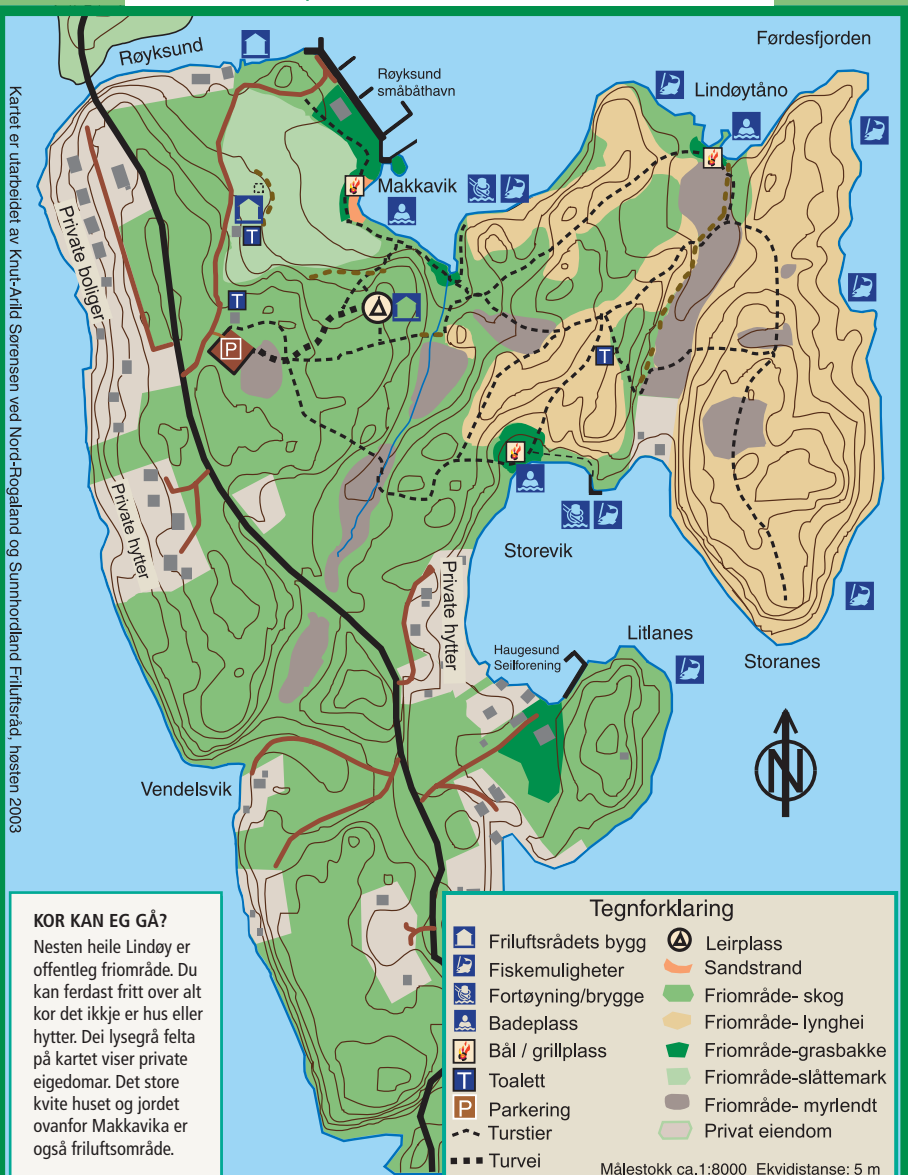 Røyksund
Førdesfjorden
Røyksund
småbåthavn
Lindøytåno
Makkavik
Private boliger
T
T
P
T
Private hytter
Storevik
Private hytter
Haugesund
Seilforening
Litlanes
Storanes
N
Vendelsvik
Kartet er utarbeidet av Knut-Arild Sørensen ved Nord-Rogaland og Sunnhordland Friluftsråd, høsten 2003
KOR KAN EG GÅ?
Nesten heile Lindøy er
offentleg friområde. Du
kan ferdast fritt over alt
kor det ikkje er hus eller
hytter. Dei lysegrå felta
på kartet viser private
eigedomar. Det store
kvite huset og jordet
ovanfor Makkavika er
også friluftsområde.
Tegnforklaring
Friluftsrådets bygg
Fiskemuligheter
Fortøyning/brygge
Badeplass
Bål / grillplass
T Toalett
P Parkering
Turstier
Turvei
Leirplass
Sandstrand
Friområde- skog
Friområde- lynghei
Friområde-grasbakke
Friområde-slåttemark
Friområde- myrlendt
Privat eiendom
Målestokk ca.1:8000 Ekvidistanse: 5 m